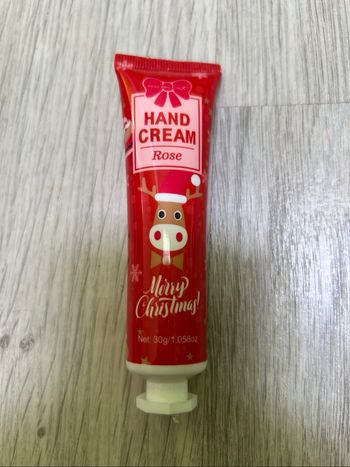 HAND
CREAM
Rose
Merry
Christmas!
Net: 30g/1.058oz